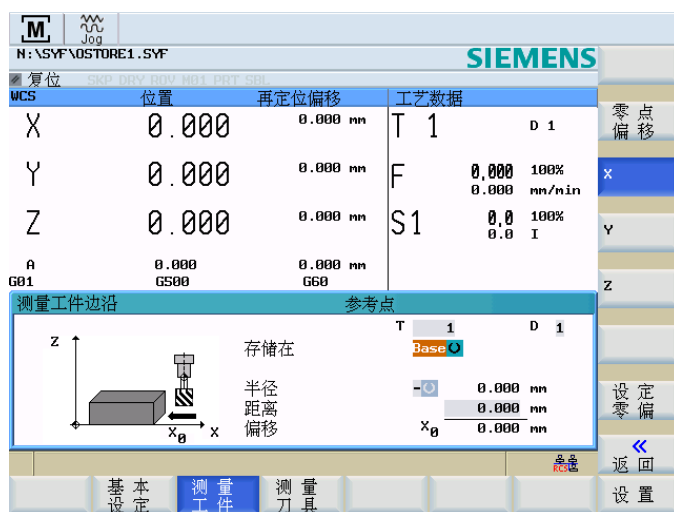 M
Jog
N:\SYF\OSTORE1.SYF
SIEMENS
复位 SKP DRY ROV M01 PRT SBL
WCS 位置 再定位偏移 工艺数据
X 0.000 0.000 mm T 1 D 1
Y 0.000 0.000 mm F 0,000 100%
0.000 mm/min
Z 0.000 0.000 mm S1 0,0 100%
0.0 I
A 0.000 0.000 mm
G01 G500 G60
测量工件边沿 参考点
T 1 D 1
存储在 Base
半径 - 0.000 mm
距离 0.000 mm
偏移 X0 0.000 mm
Z
X0 X
RCS
零点
偏移
X
Y
Z
设定
零偏
«
返回
设置
基本
设定
测量
工件
测量
刀具